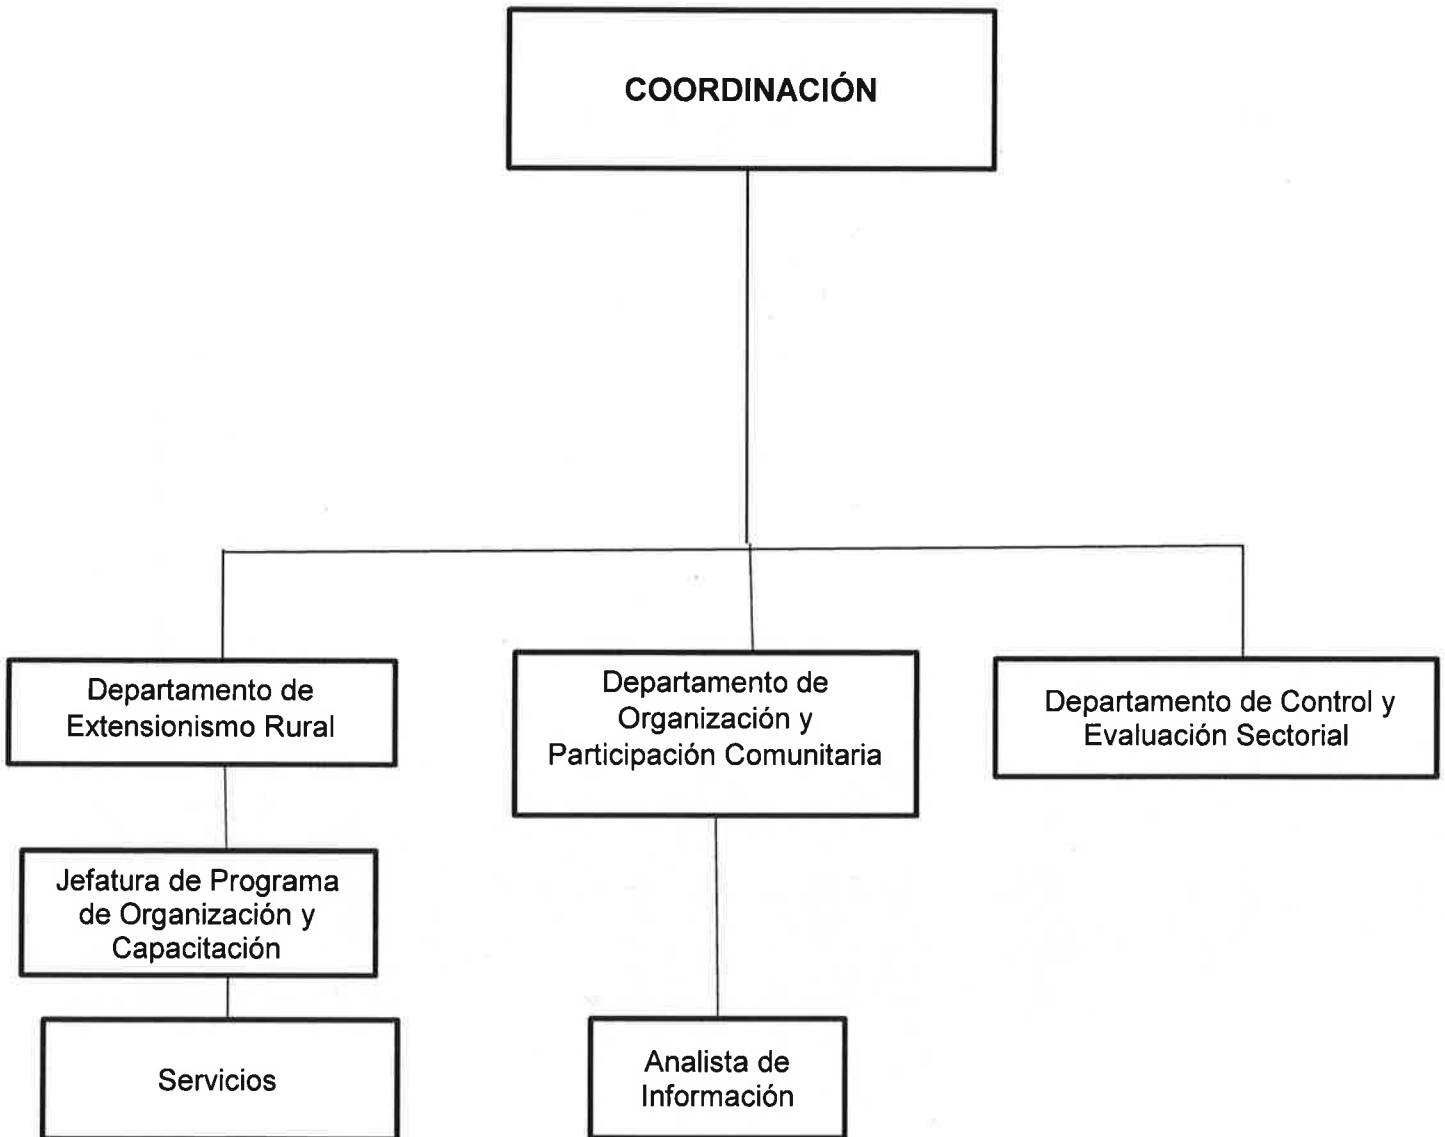 COORDINACIÓN
Departamento de
Extensionismo Rural
Departamento de
Organización y
Participación Comunitaria
Departamento de Control y
Evaluación Sectorial
Jefatura de Programa
de Organización y
Capacitación
Servicios
Analista de
Información